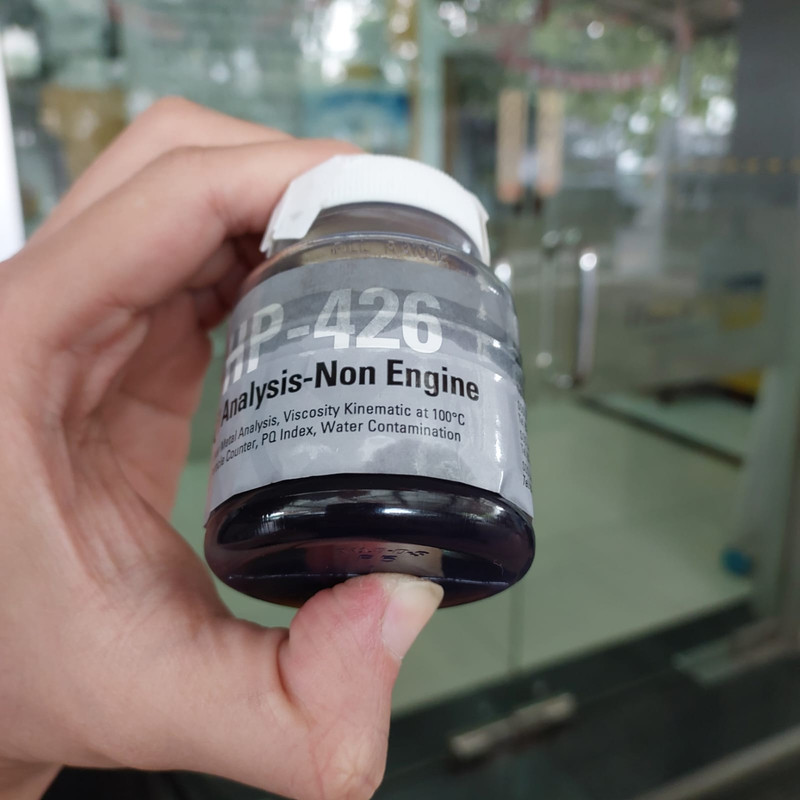 HP-426
Analysis-Non Engine
Metal Analysis, Viscosity Kinematic at 100°C
Counter, PQ Index, Water Contamination